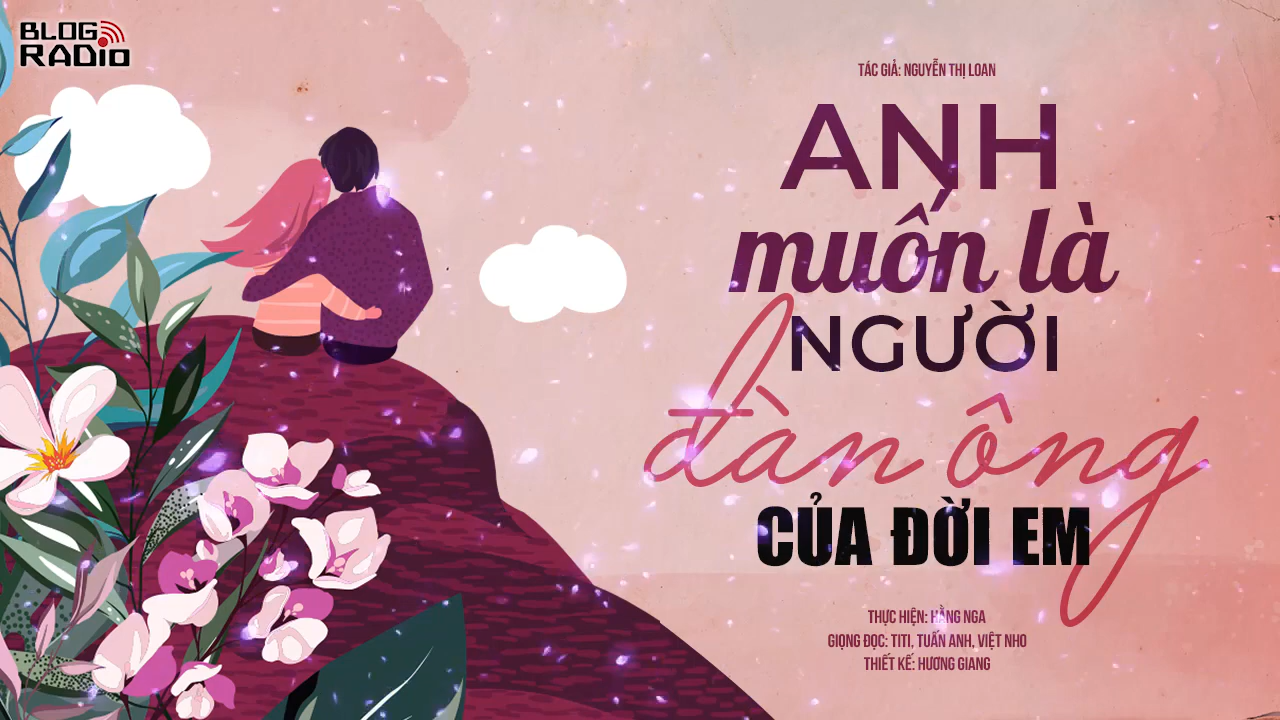 BLOG
RADIO
TÁC GIẢ: NGUYỄN THỊ LOAN
ANH
muốn là
NGƯỜI
đàn ông
CỦA ĐỜI EM
THỰC HIỆN: HẰNG NGA
GIỌNG ĐỌC: TITI, TUẤN ANH, VIỆT NHO
THIẾT KẾ: HƯƠNG GIANG